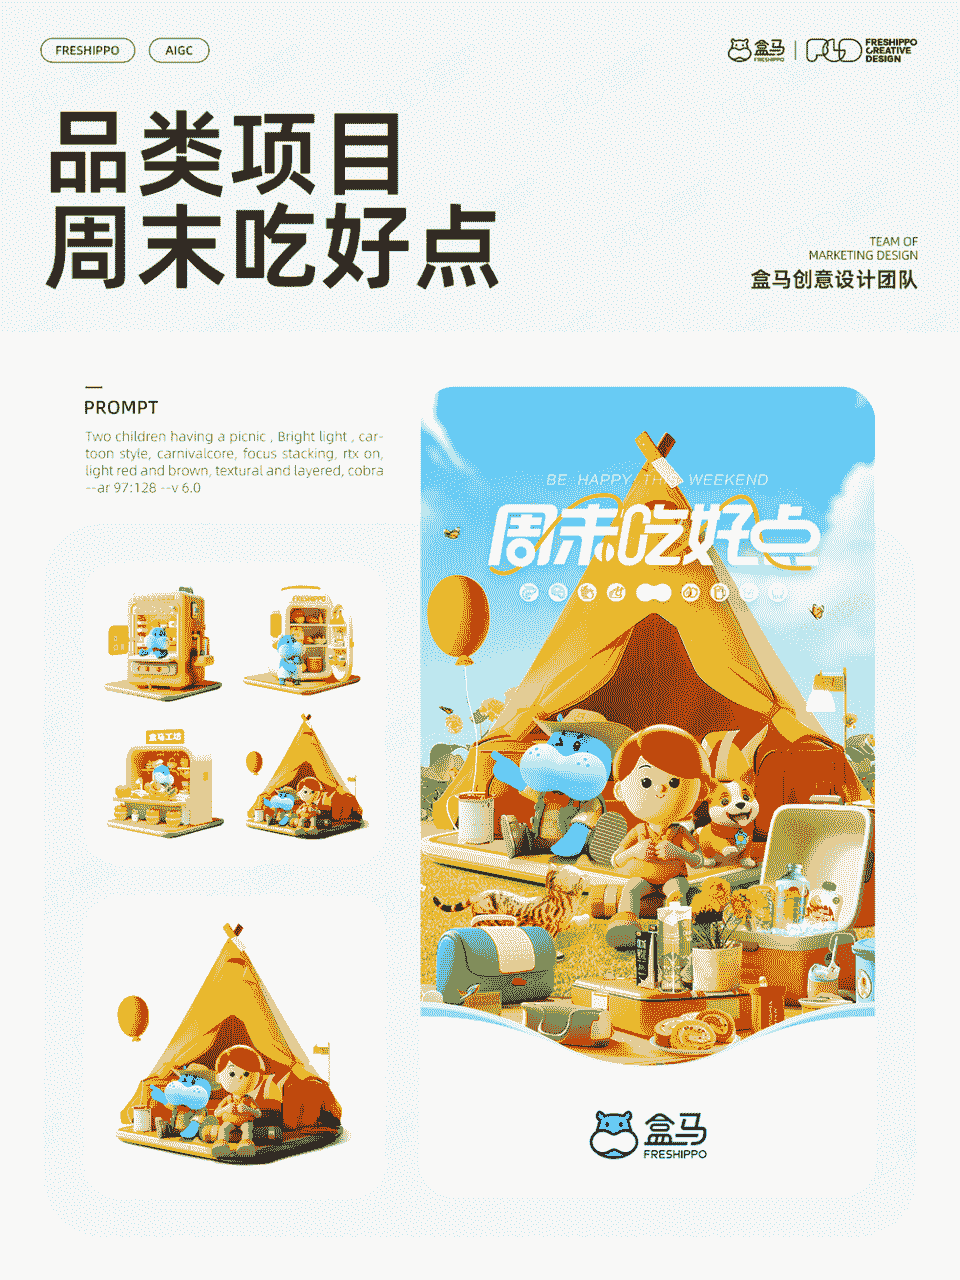 FRESHIPPO
AIGC
盒马
FRESHIPPO
FRESHIPPO
CREATIVE
DESIGN
品类项目
周末吃好点
TEAM OF
MARKETING DESIGN
盒马创意设计团队
PROMPT
Two children having a picnic , Bright light , car-
toon style, carnivalcore, focus stacking, rtx on,
light red and brown, textural and layered, cobra
--ar 97:128 --v 6.0
FRESHIPPO
盒马工坊
BE HAPPY THIS WEEKEND
周末吃好点
盒马
FRESHIPPO